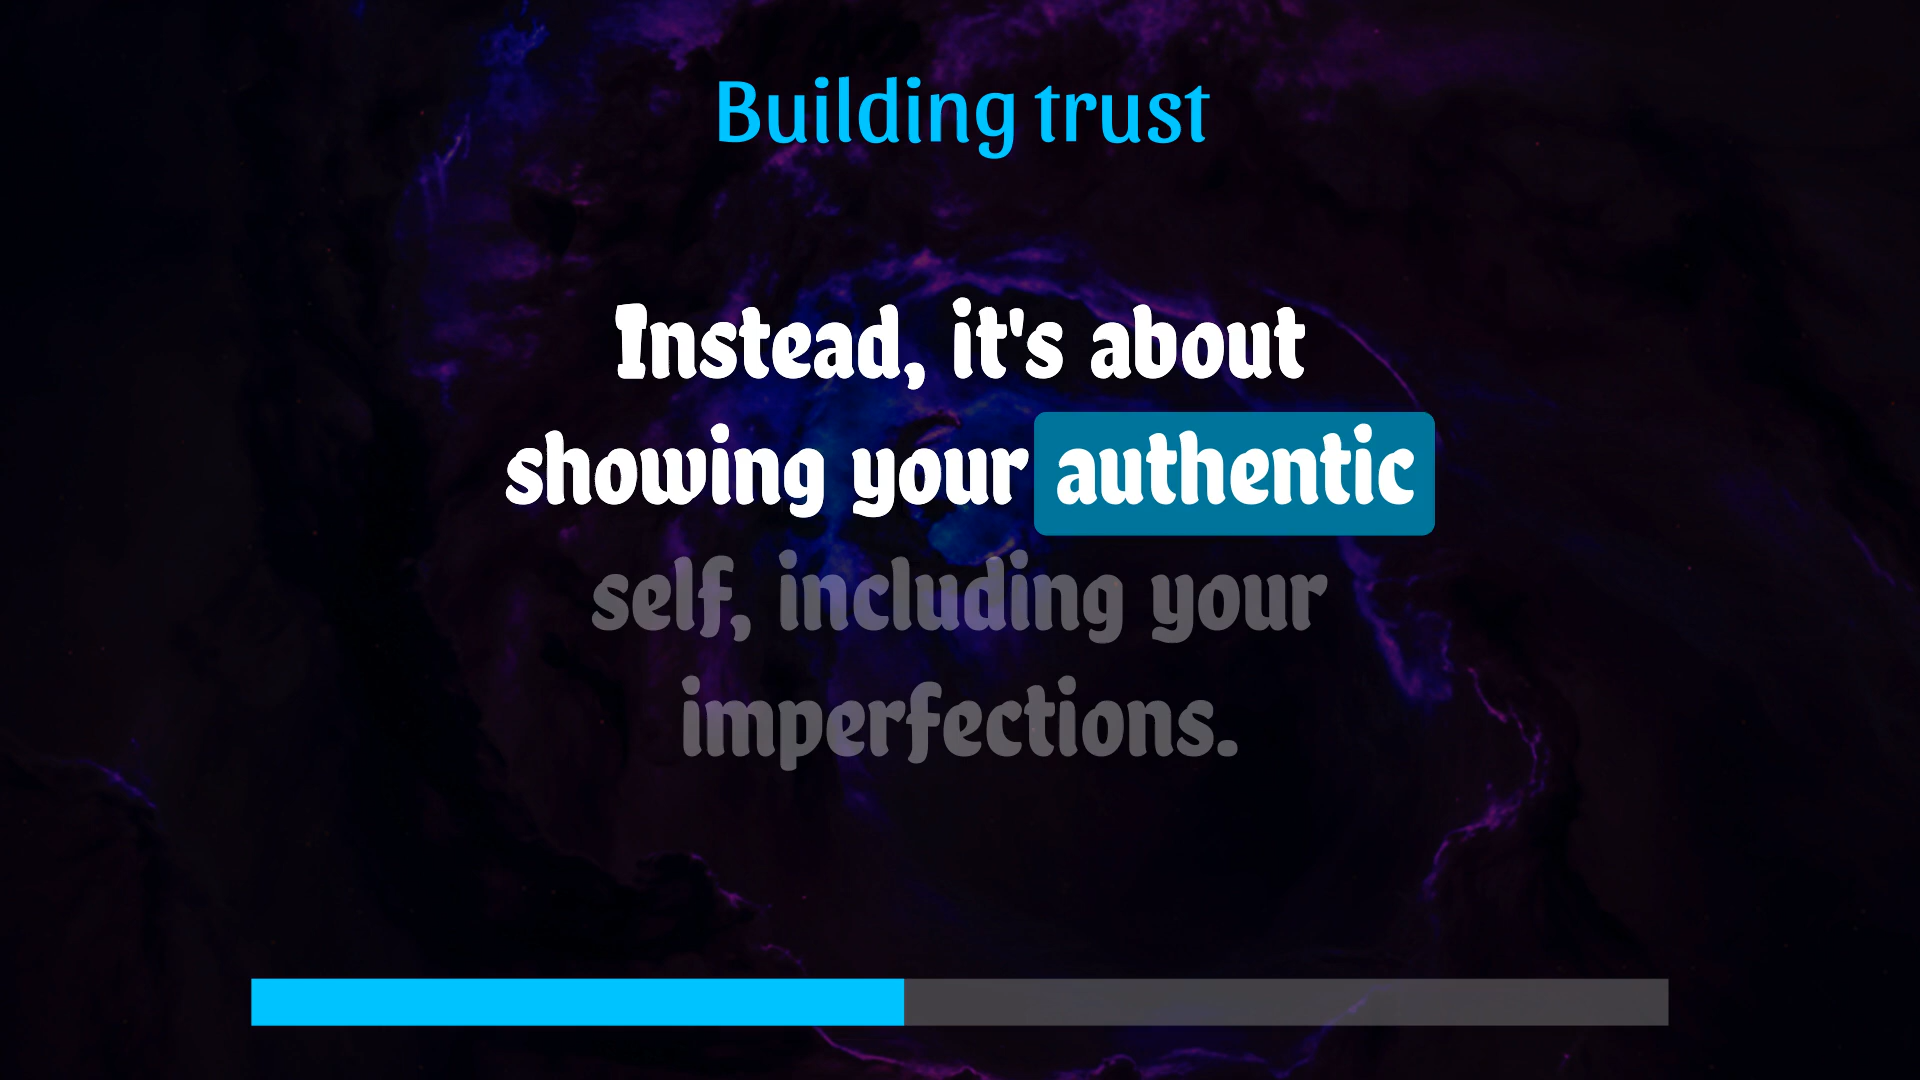 Building trust
Instead, it's about
showing your authentic
self, including your
imperfections.